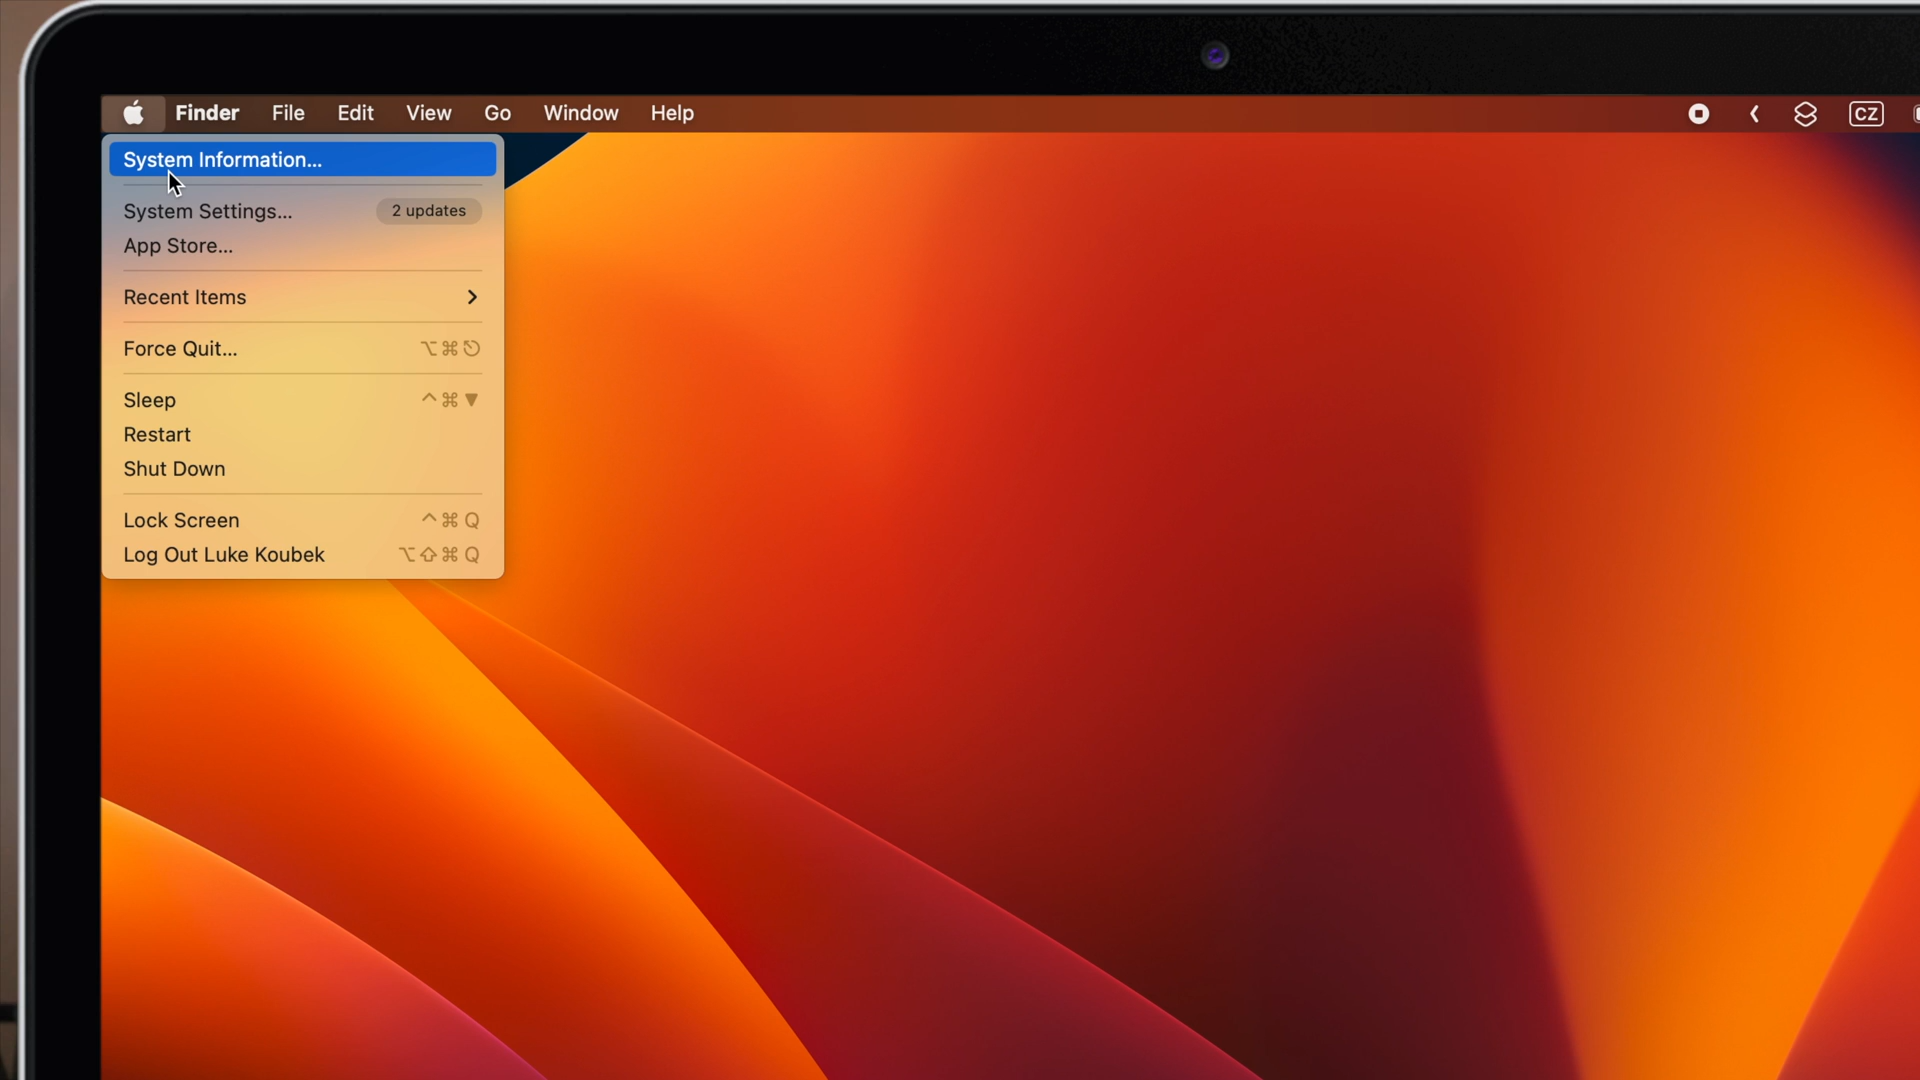 Finder File Edit View Go Window Help CZ
System Information...
System Settings... 2 updates
App Store...
Recent Items
Force Quit... ⌥⌘⎋
Sleep ^⌘▼
Restart
Shut Down
Lock Screen ^⌘Q
Log Out Luke Koubek ⌥⇧⌘Q